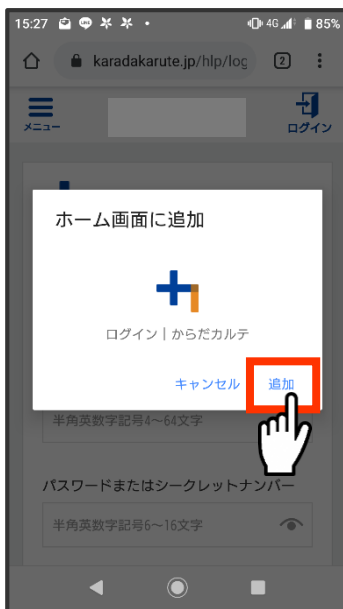 15:27 4G 85%
karadakarute.jp/hlp/log 2
メニュー ログイン
ホーム画面に追加
ログイン｜からだカルテ
キャンセル 追加
半角英数字記号4～64文字
パスワードまたはシークレットナンバー
半角英数字記号6～16文字